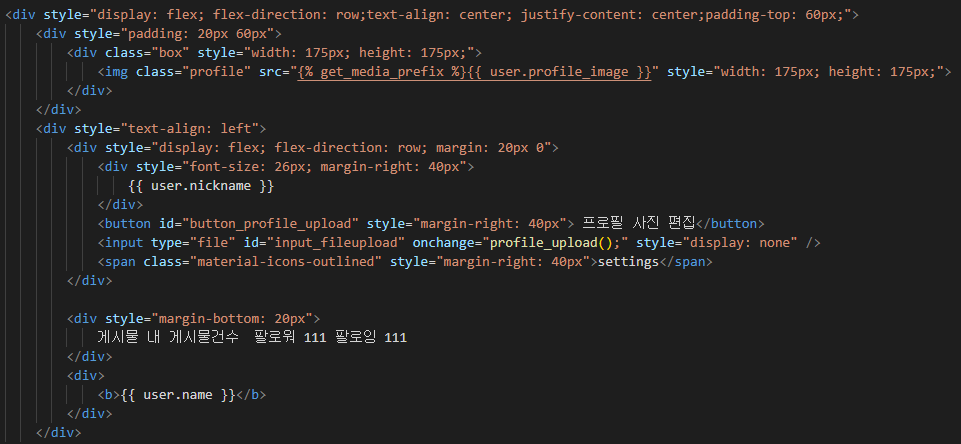 <div style="display: flex; flex-direction: row;text-align: center; justify-content: center;padding-top: 60px;">
<div style="padding: 20px 60px">
<div class="box" style="width: 175px; height: 175px;">
<img class="profile" src="{% get_media_prefix %}{{ user.profile_image }}" style="width: 175px; height: 175px;">
</div>
</div>
<div style="text-align: left">
<div style="display: flex; flex-direction: row; margin: 20px 0">
<div style="font-size: 26px; margin-right: 40px">
{{ user.nickname }}
</div>
<button id="button_profile_upload" style="margin-right: 40px"> 프로필 사진 편집</button>
<input type="file" id="input_fileupload" onchange="profile_upload();" style="display: none" />
<span class="material-icons-outlined" style="margin-right: 40px">settings</span>
</div>
<div style="margin-bottom: 20px">
게시물 내 게시물건수  팔로워 111 팔로잉 111
</div>
<div>
<b>{{ user.name }}</b>
</div>
</div>